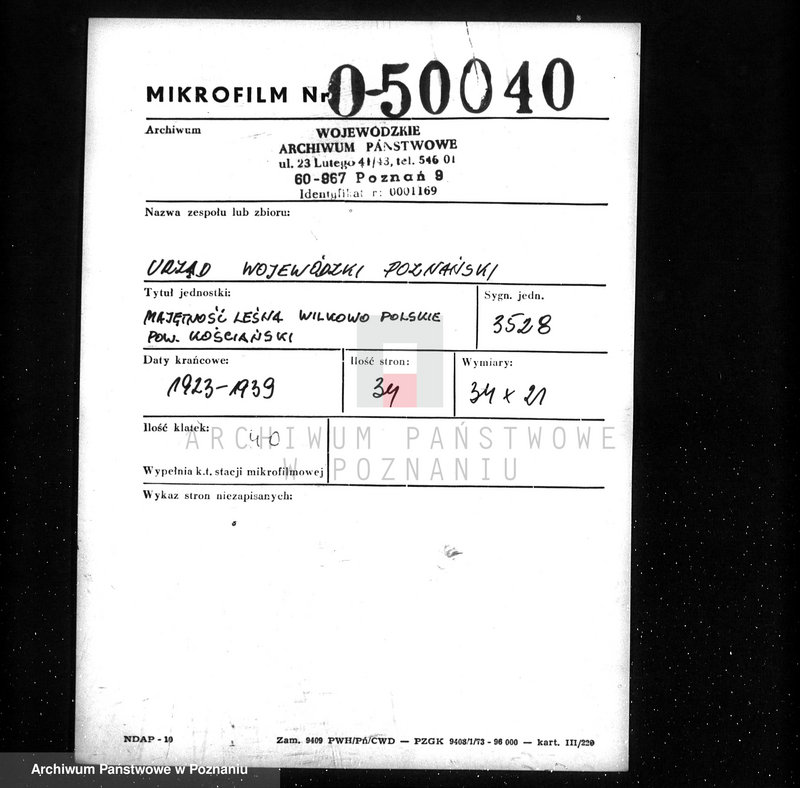 MIKROFILM Nr O-50040
Archiwum
WOJEWÓDZKIE
ARCHIWUM PAŃSTWOWE
ul. 23 Lutego 41/43, tel. 546 01
60-967 Poznań 9
Identyfikat r: 0001169
Nazwa zespołu lub zbioru:
URZĄD WOJEWÓDZKI POZNAŃSKI
Tytuł jednostki:
Sygn. jedn.
MAJĘTNOŚĆ LEŚNA WILKOWO POLSKIE
POW. KOŚCIAŃSKI
3528
Daty krańcowe:
Ilość stron:
Wymiary:
1923-1939
34
34 x 21
Ilość klatek:
40
ARCHIWUM PAŃSTWOWE
W POZNANIU
Wypełnia k.t. stacji mikrofilmowej
Wykaz stron niezapisanych:
NDAP - 10
Zam. 9409 PWH/Pń/CWD — PZGK 9408/1/73 - 96 000 — kart. III/220
Archiwum Państwowe w Poznaniu